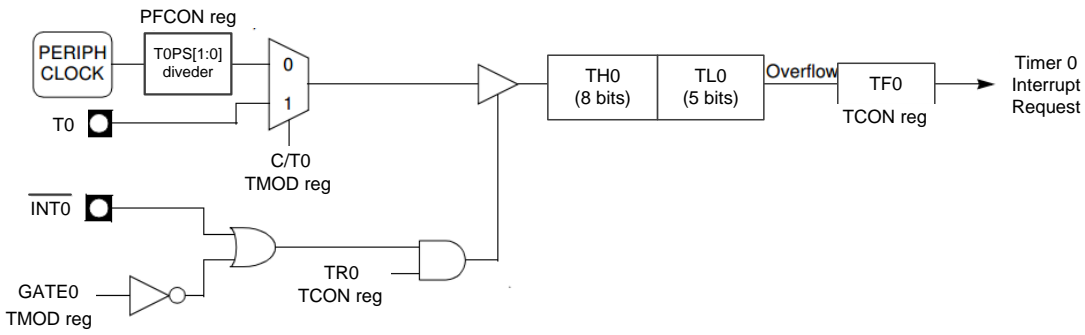 PFCON reg
PERIPH
CLOCK
T0PS[1:0]
diveder
0
1
T0
C/T0
TMOD reg
TH0
(8 bits)
TL0
(5 bits)
Overflow
TF0
TCON reg
Timer 0
Interrupt
Request
INT0
TR0
TCON reg
GATE0
TMOD reg